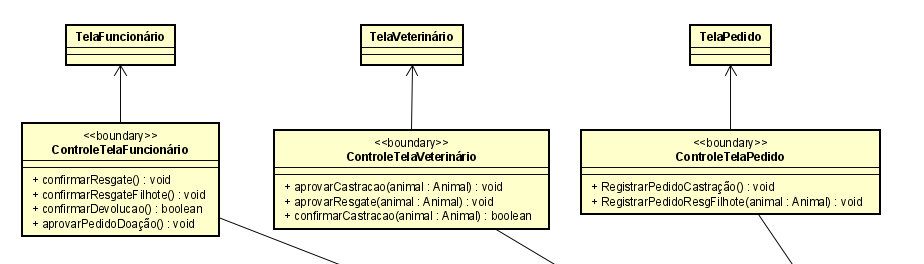 TelaFuncionário
TelaVeterinário
TelaPedido
<<boundary>>
ControleTelaFuncionário
+ confirmarResgate() : void
+ confirmarResgateFilhote() : void
+ confirmarDevolucao() : boolean
+ aprovarPedidoDoação() : void
<<boundary>>
ControleTelaVeterinário
+ aprovarCastracao(animal : Animal) : void
+ aprovarResgate(animal : Animal) : void
+ confirmarCastracao(animal : Animal) : boolean
<<boundary>>
ControleTelaPedido
+ RegistrarPedidoCastração() : void
+ RegistrarPedidoResgFilhote(animal : Animal) : void